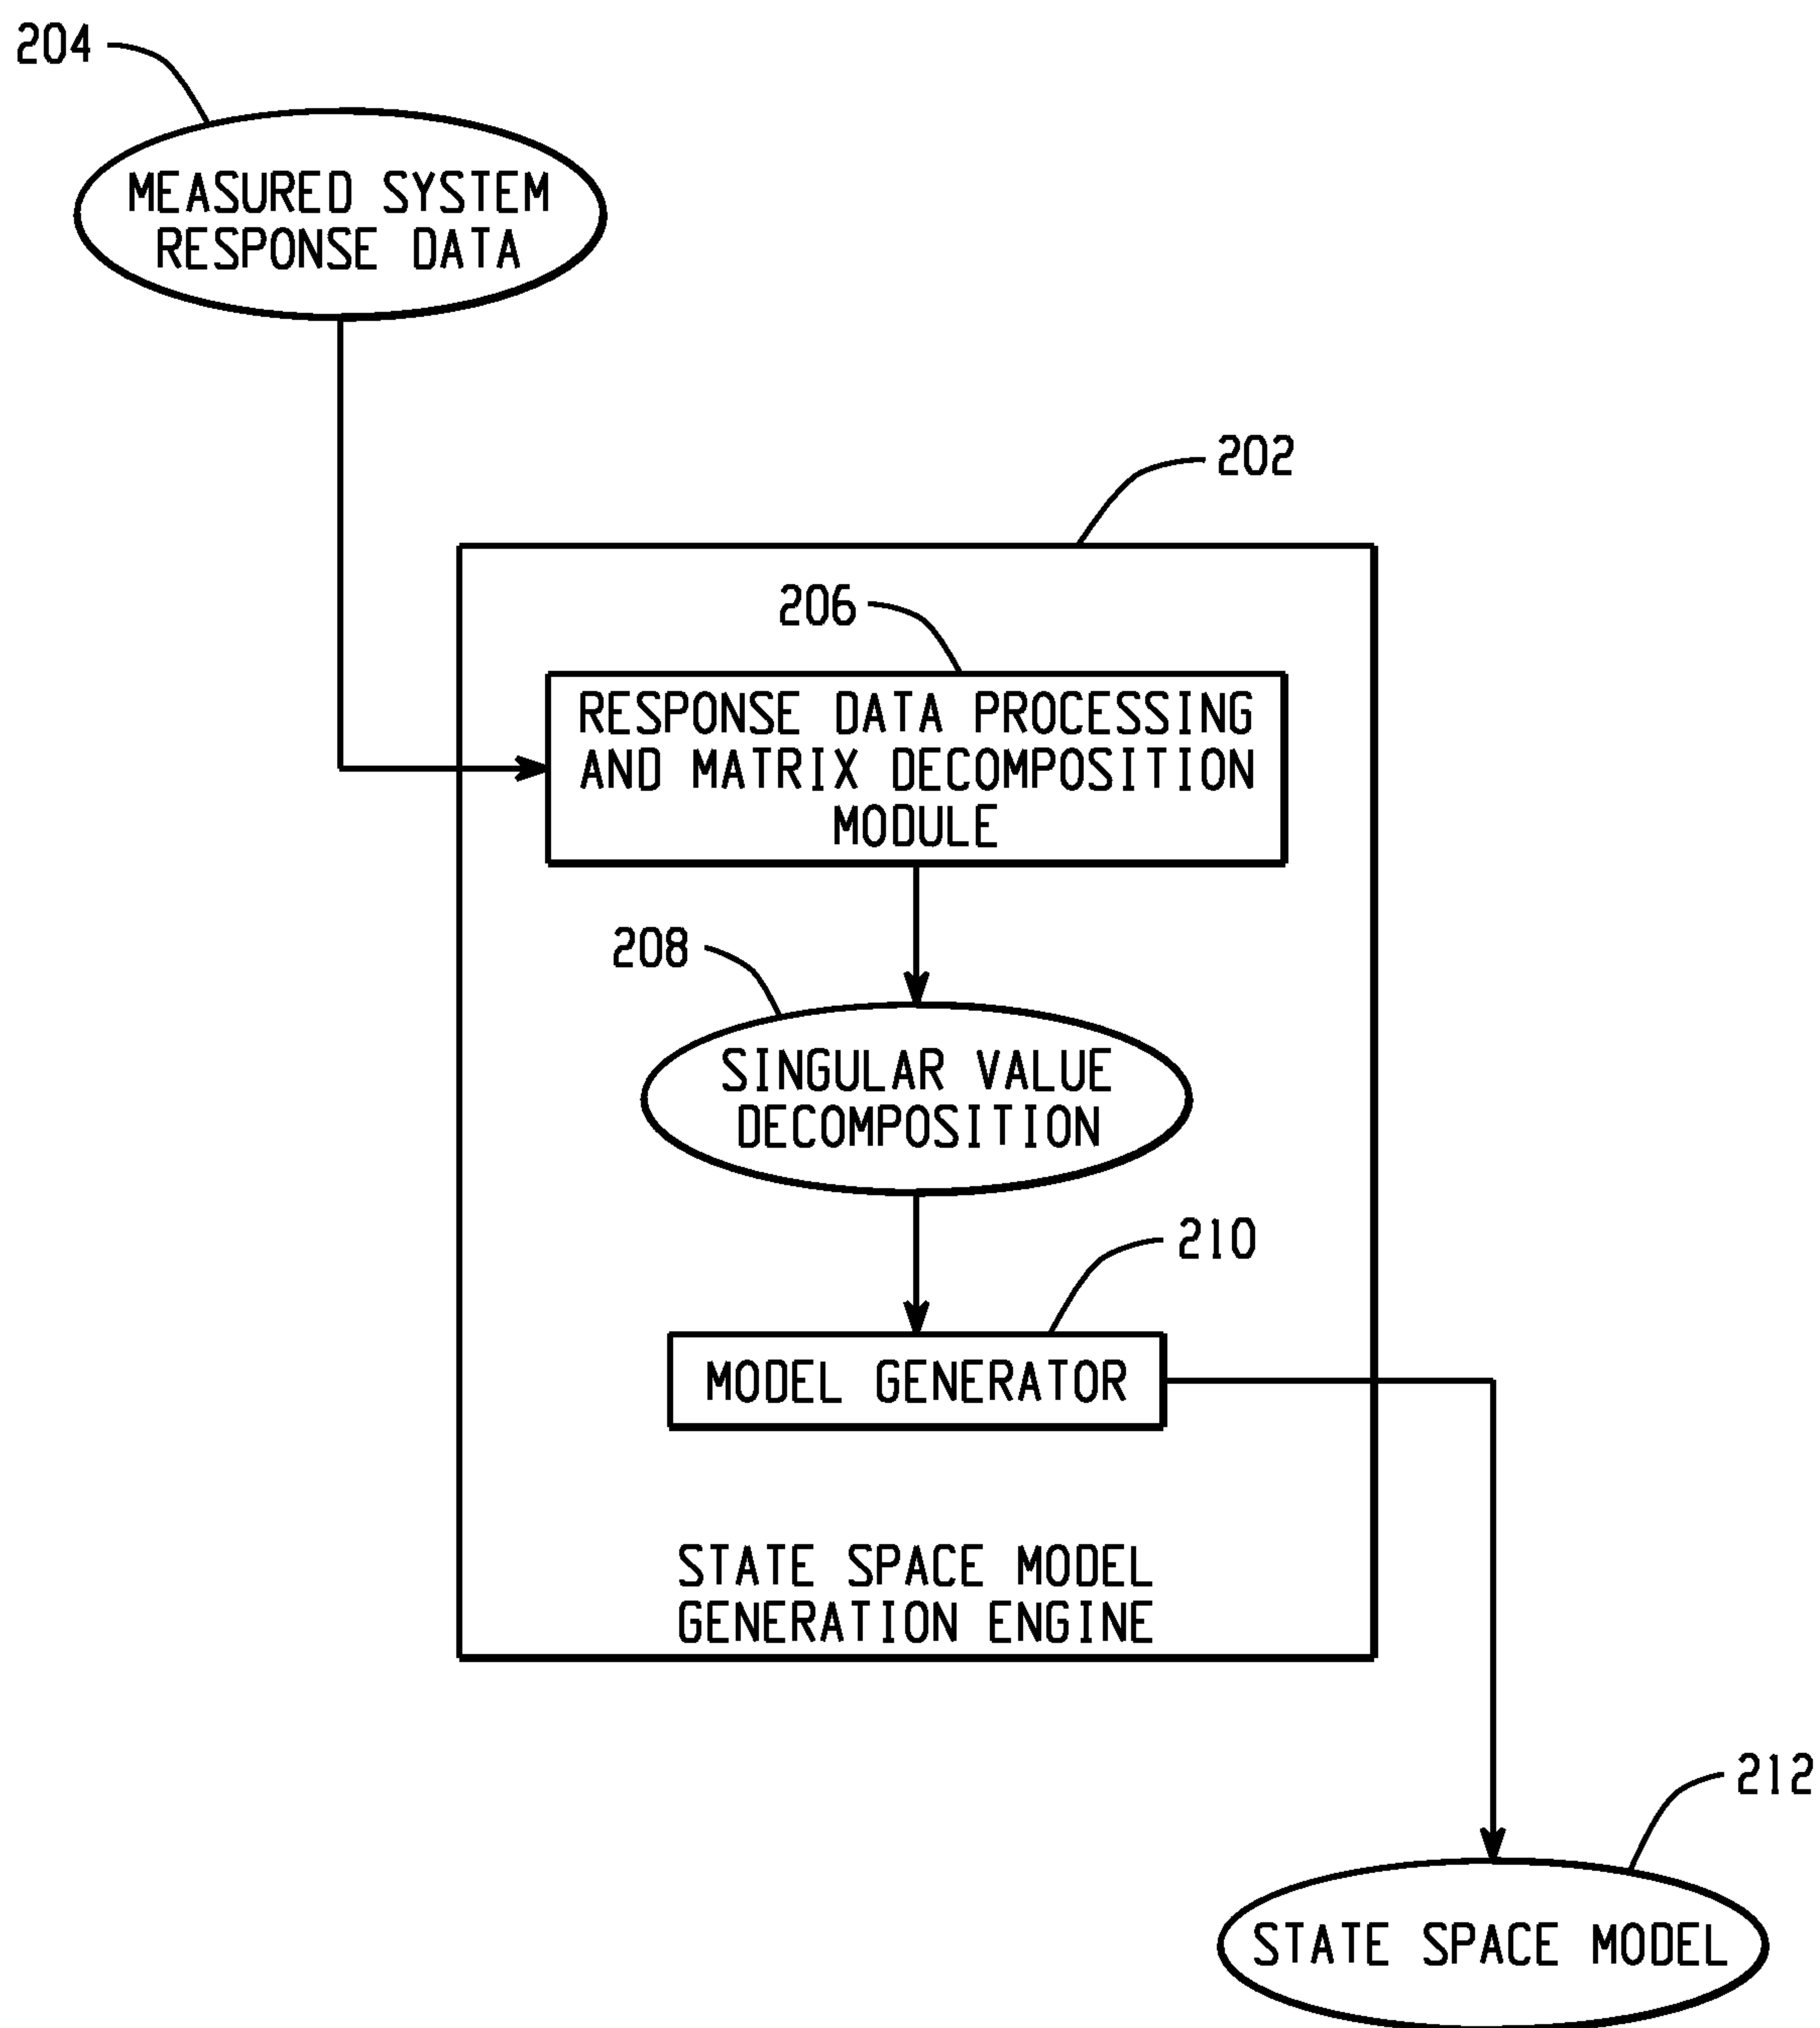 204
MEASURED SYSTEM
RESPONSE DATA
202
206
RESPONSE DATA PROCESSING
AND MATRIX DECOMPOSITION
MODULE
208
SINGULAR VALUE
DECOMPOSITION
210
MODEL GENERATOR
STATE SPACE MODEL
GENERATION ENGINE
212
STATE SPACE MODEL